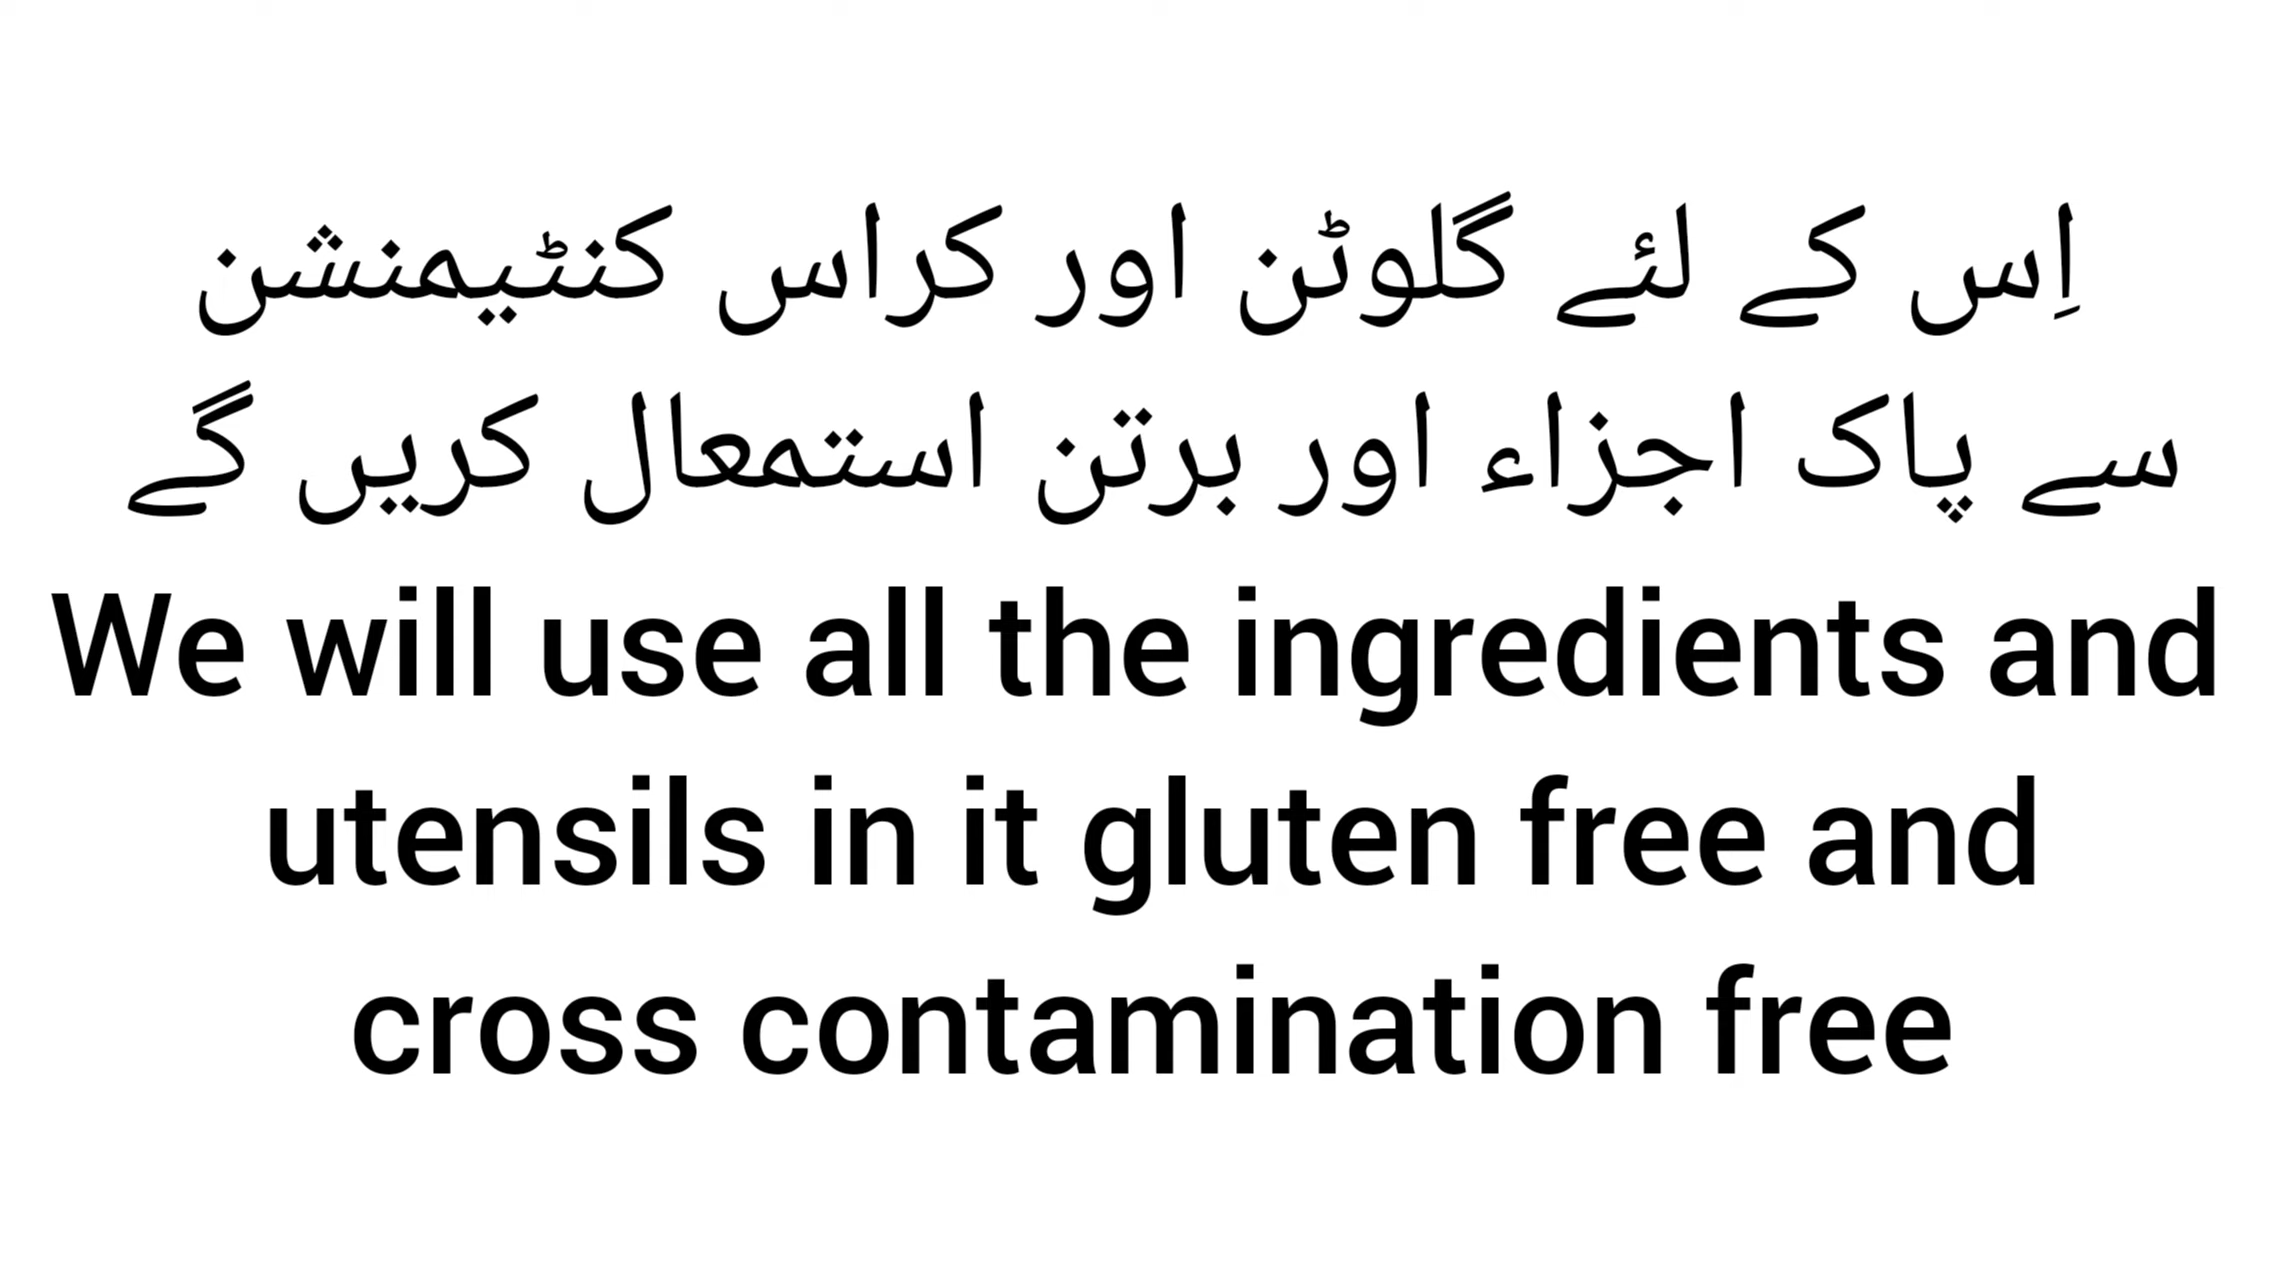 اِس کے لئے گلوٹن اور کراس کنٹیمنشن
سے پاک اجزاء اور برتن استمعال کریں گے
We will use all the ingredients and
utensils in it gluten free and
cross contamination free